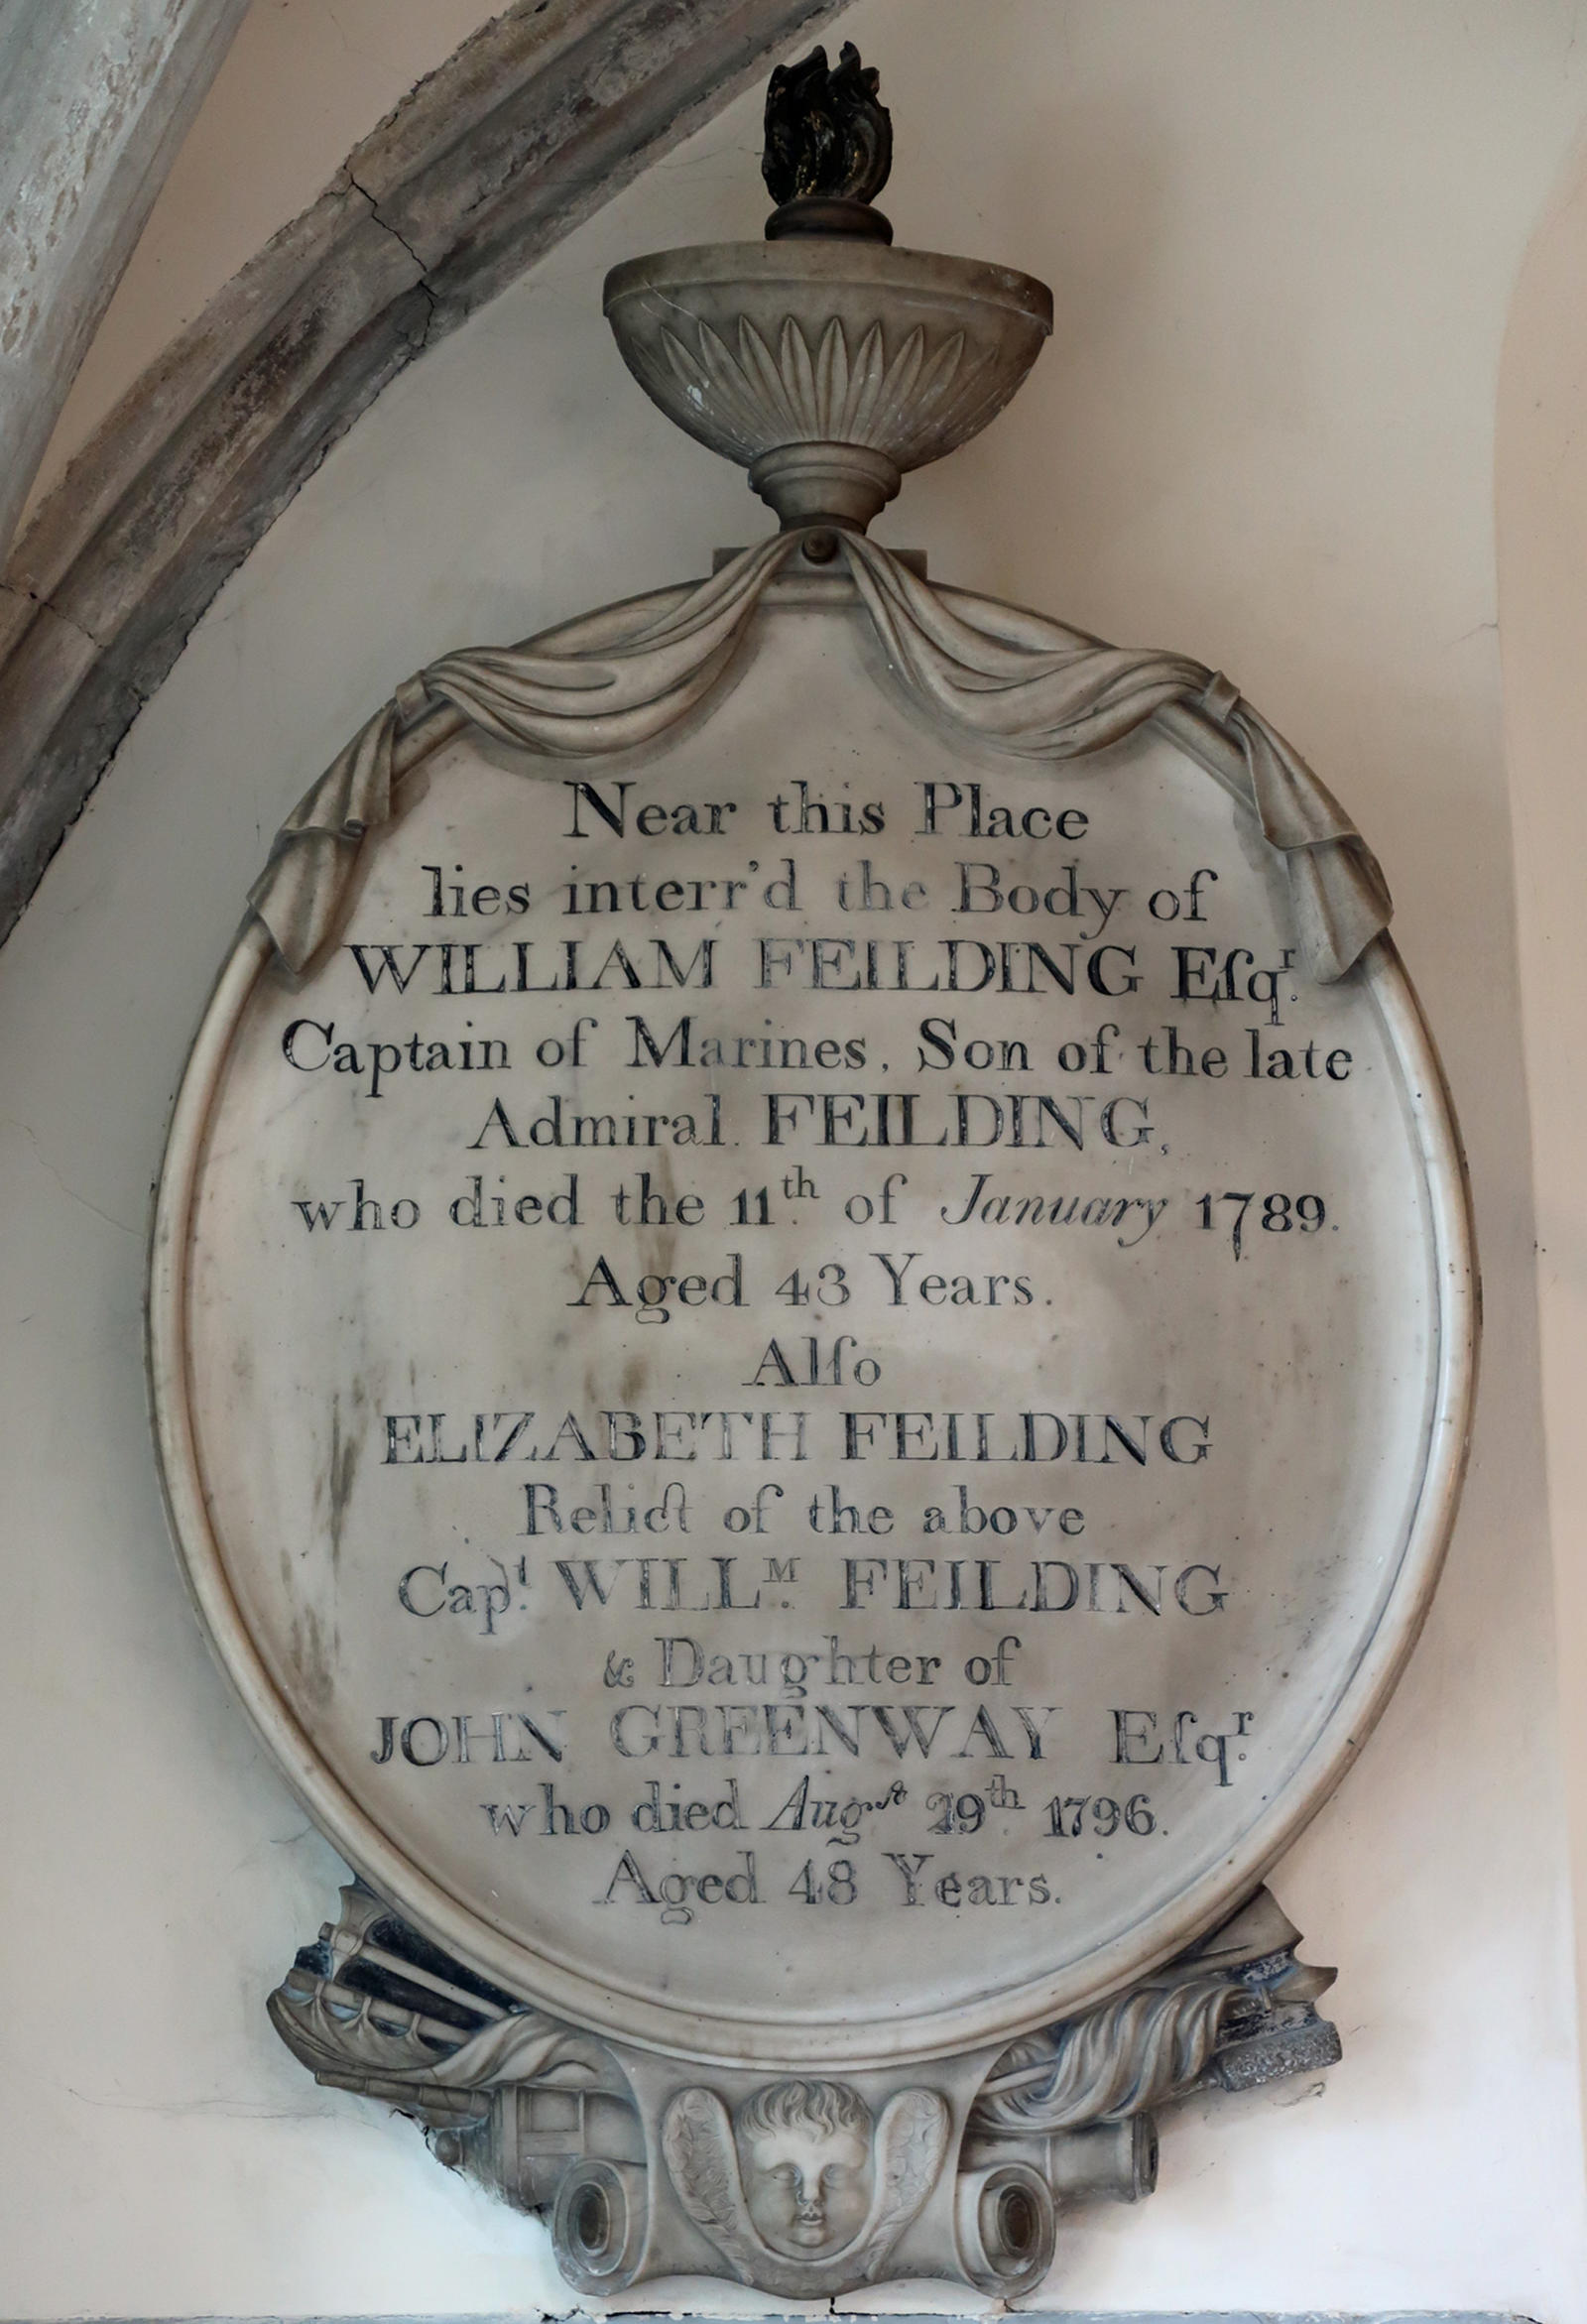 Near this Place
lies interr'd the Body of
WILLIAM FEILDING Eſqr.
Captain of Marines, Son of the late
Admiral FEILDING,
who died the 11th. of January 1789.
Aged 43 Years.
Alſo
ELIZABETH FEILDING
Relict of the above
Capt. WILLM. FEILDING
& Daughter of
JOHN GREENWAY Eſqr.
who died Augſt 29th. 1796.
Aged 48 Years.